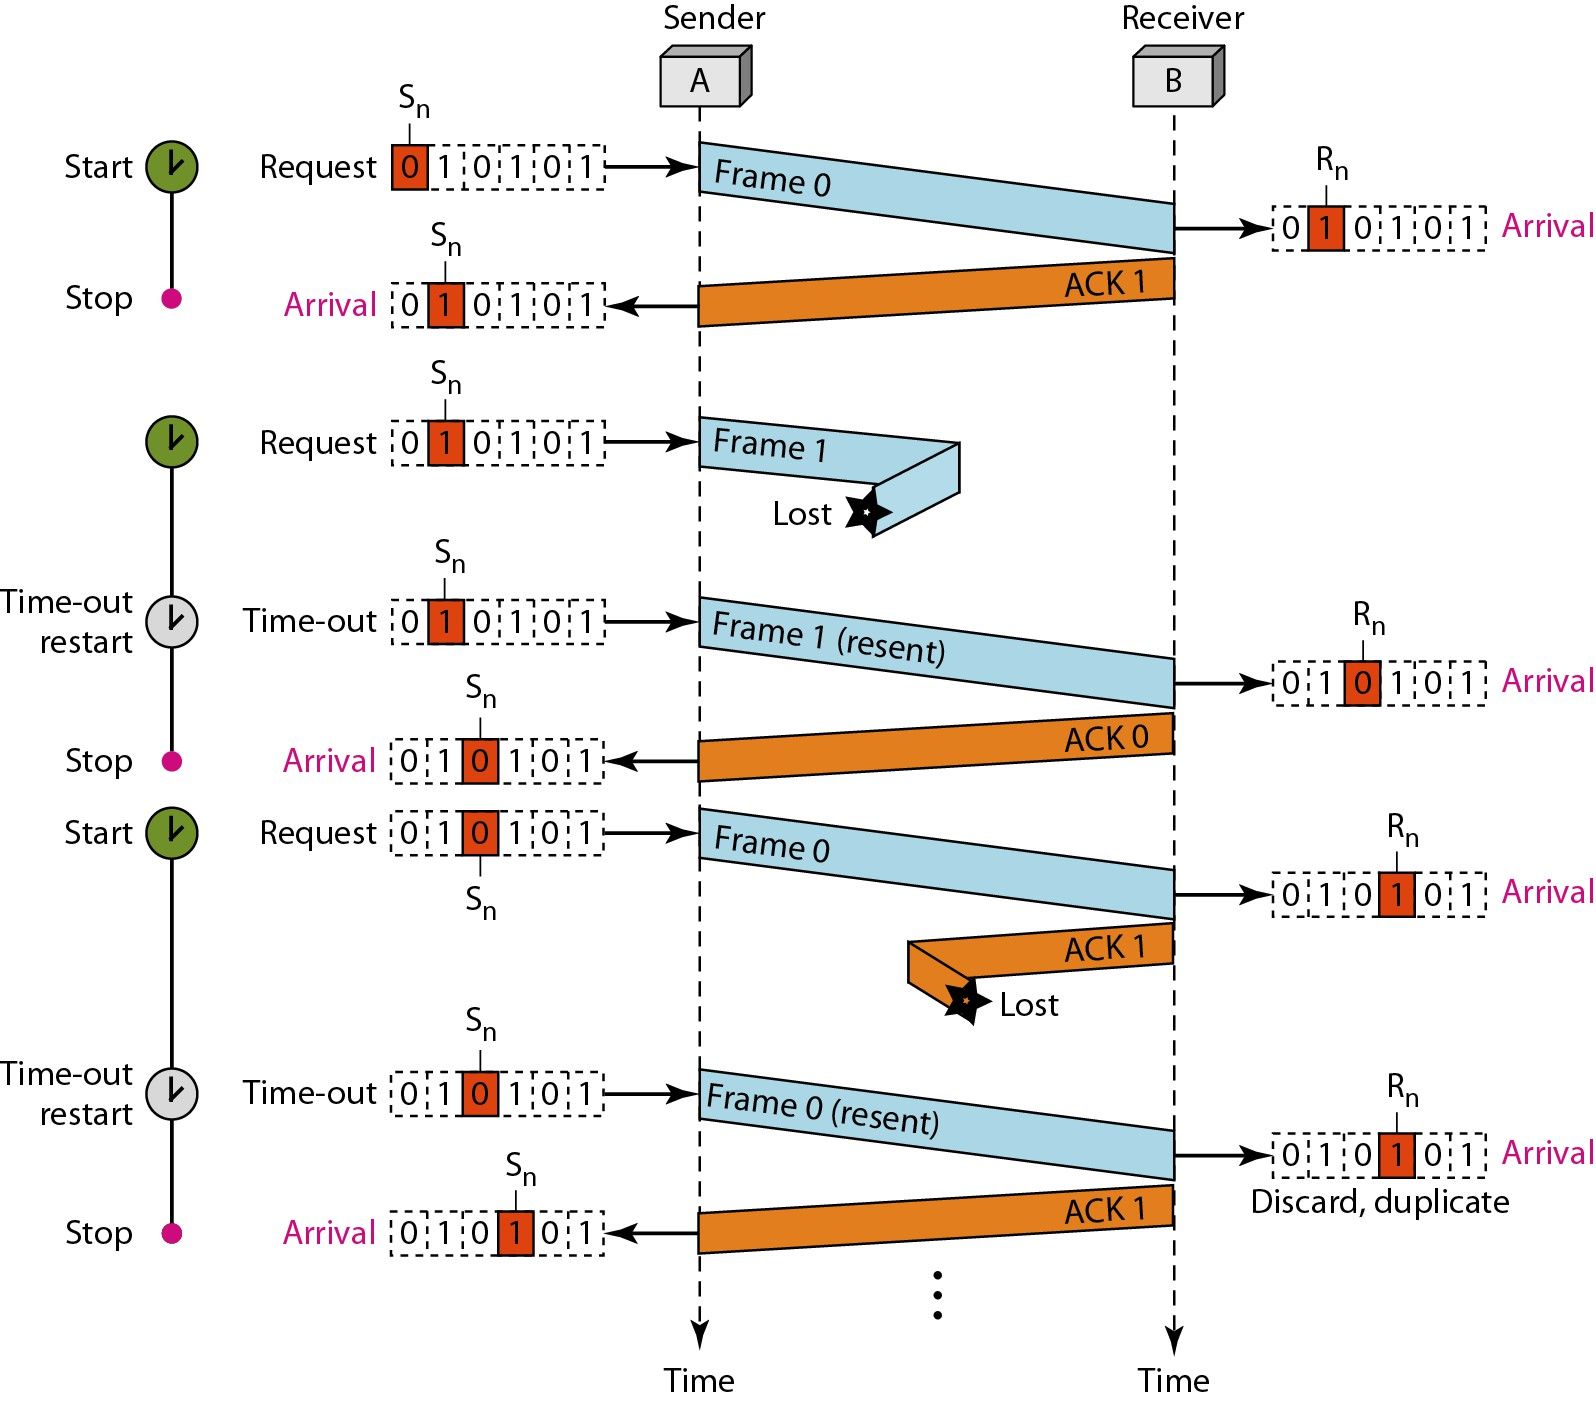 Sender Receiver
A B
Sn
Start Request 0 1 0 1 0 1 Frame 0
Rn
0 1 0 1 0 1 Arrival
Sn
Stop Arrival 0 1 0 1 0 1 ACK 1
Sn
Request 0 1 0 1 0 1 Frame 1
Lost
Sn
Time-out
restart
Time-out 0 1 0 1 0 1 Frame 1 (resent)
Rn
0 1 0 1 0 1 Arrival
Sn
Stop Arrival 0 1 0 1 0 1 ACK 0
Start Request 0 1 0 1 0 1 Frame 0
Sn
Rn
0 1 0 1 0 1 Arrival
ACK 1
Lost
Sn
Time-out
restart
Time-out 0 1 0 1 0 1 Frame 0 (resent)
Rn
0 1 0 1 0 1 Arrival
Discard, duplicate
Sn
Stop Arrival 0 1 0 1 0 1 ACK 1
Time Time